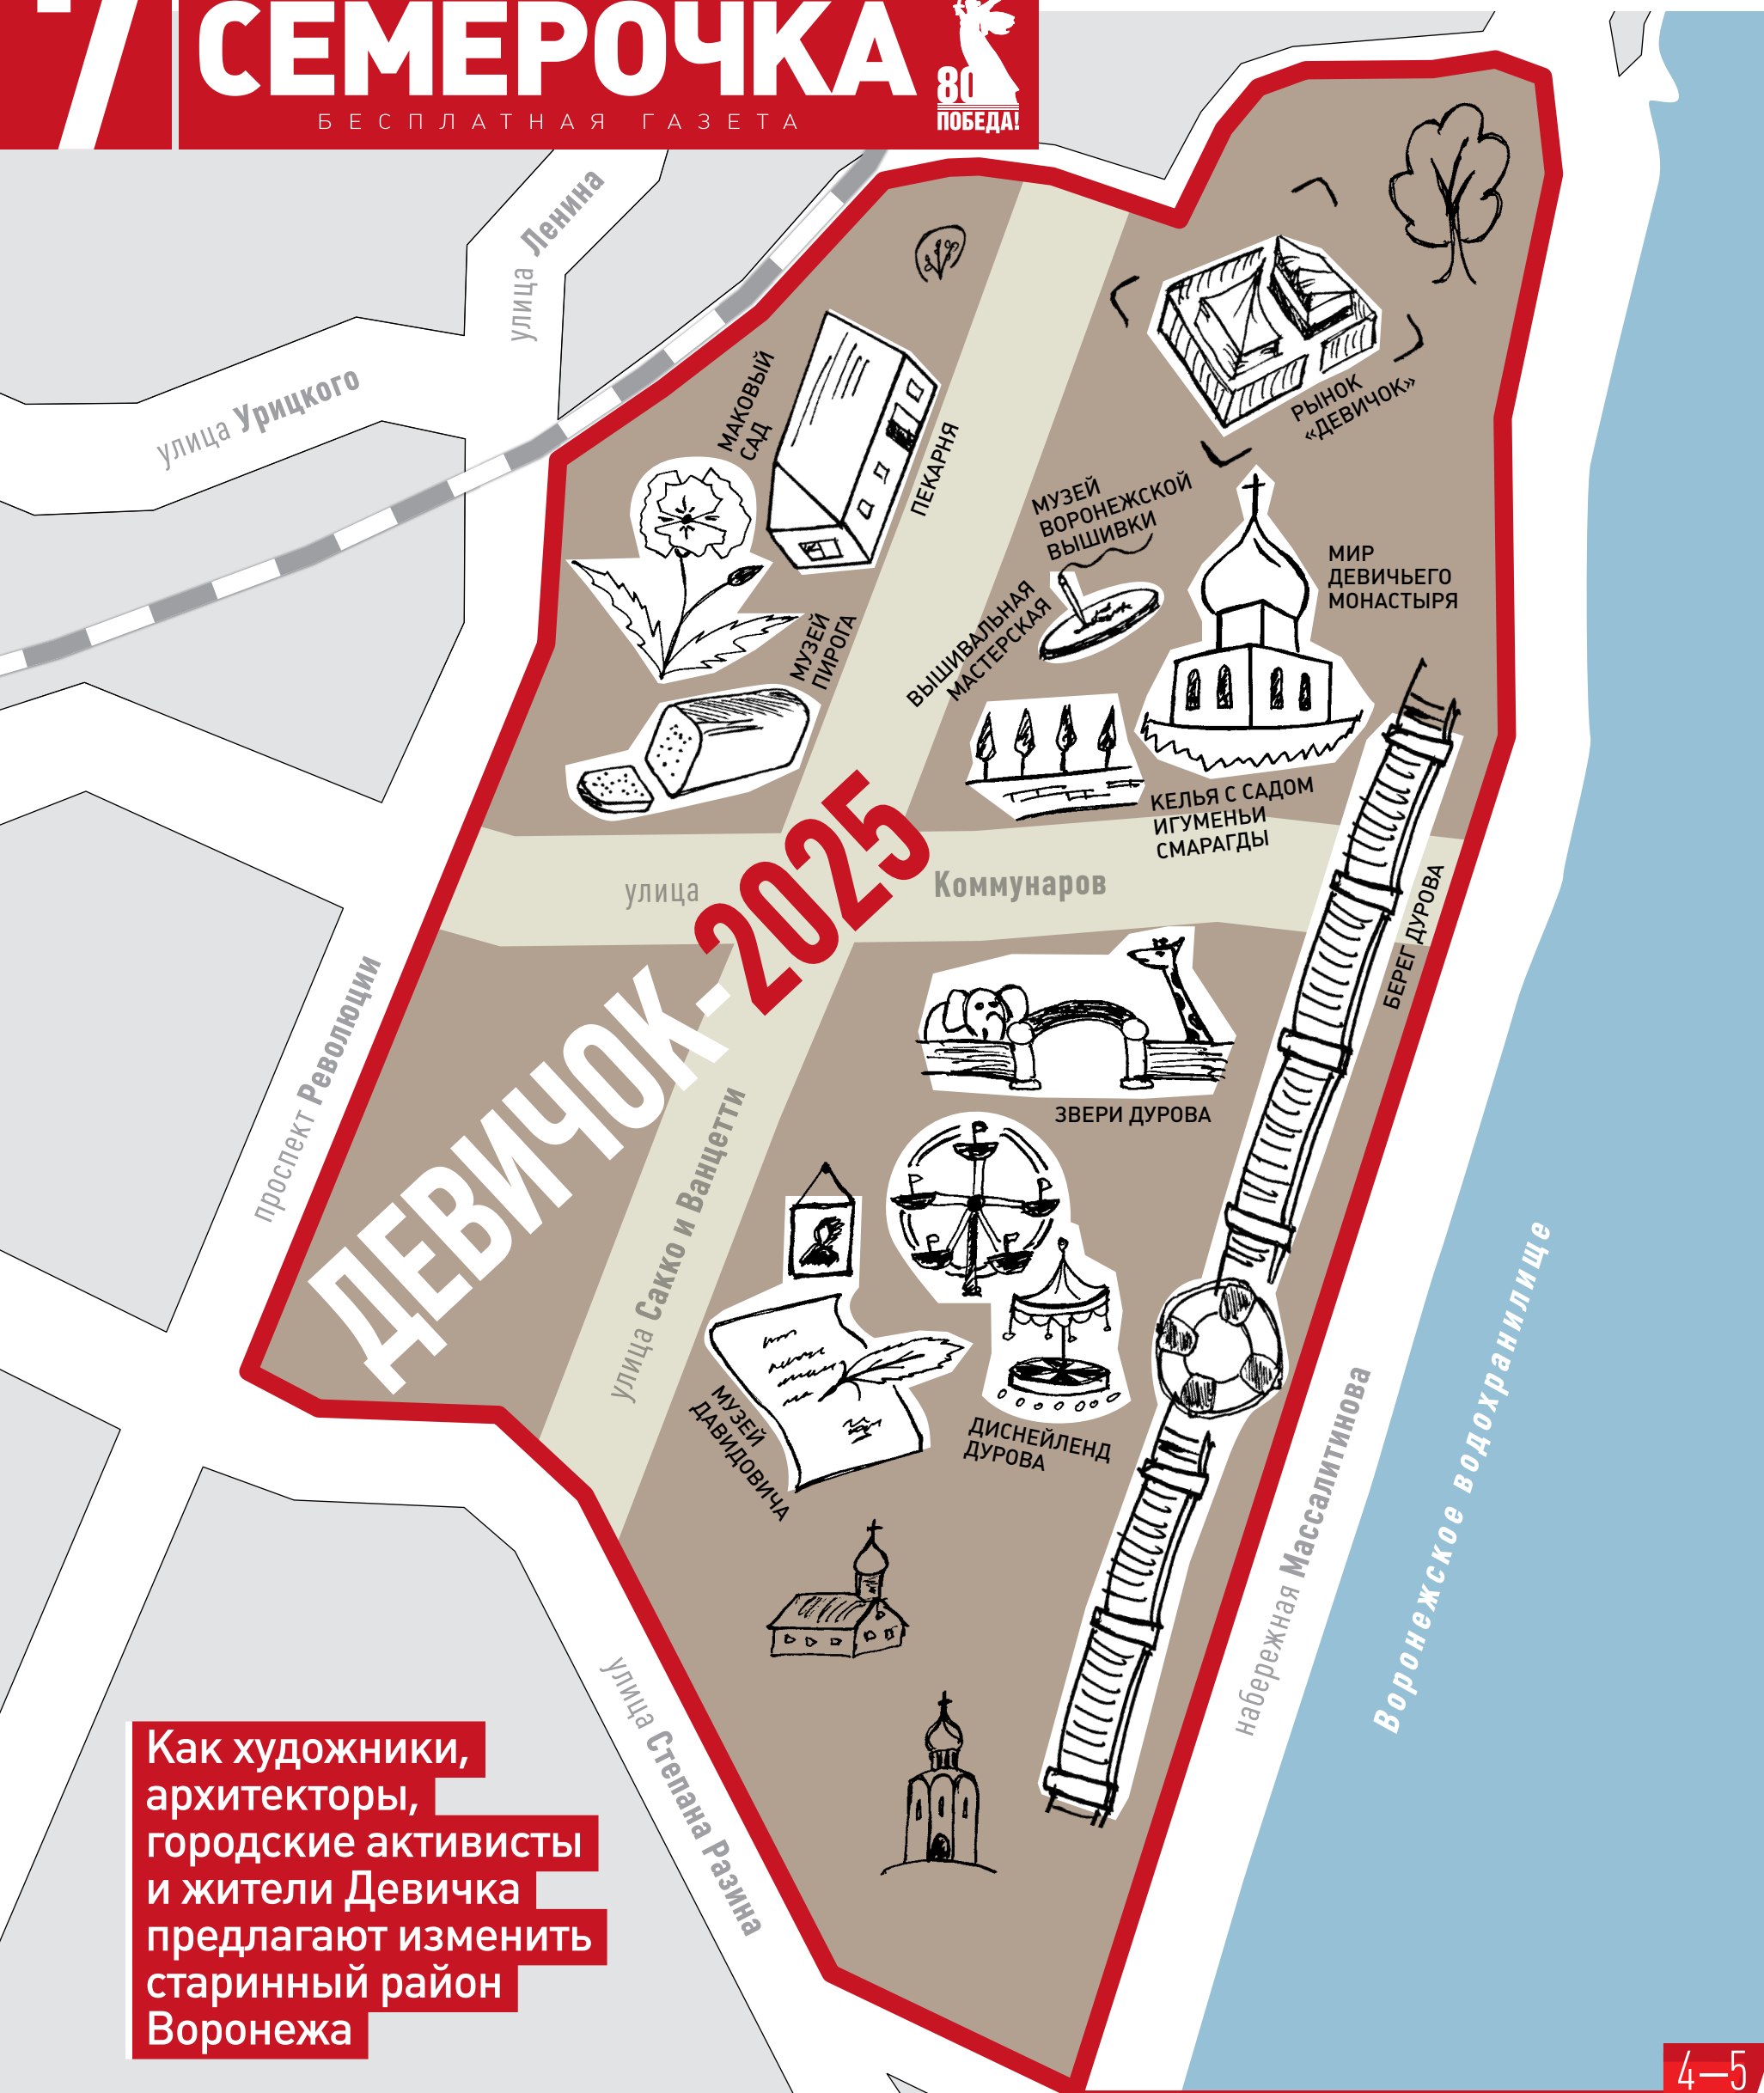 7
СЕМЕРОЧКА
БЕСПЛАТНАЯ ГАЗЕТА
80
ПОБЕДА!
улица Ленина
улица Урицкого
МАКОВЫЙ
САД
ПЕКАРНЯ
РЫНОК
«ДЕВИЧОК»
МУЗЕЙ
ВОРОНЕЖСКОЙ
ВЫШИВКИ
МИР
ДЕВИЧЬЕГО
МОНАСТЫРЯ
ВЫШИВАЛЬНАЯ
МАСТЕРСКАЯ
МУЗЕЙ
ПИРОГА
КЕЛЬЯ С САДОМ
ИГУМЕНЬИ
СМАРАГДЫ
улица Коммунаров
БЕРЕГ ДУРОВА
ДЕВИЧОК-2025
проспект Революции
ЗВЕРИ ДУРОВА
улица Сакко и Ванцетти
МУЗЕЙ
ДАВИДОВИЧА
ДИСНЕЙЛЕНД
ДУРОВА
набережная Массалитинова
Воронежское водохранилище
улица Степана Разина
Как художники,
архитекторы,
городские активисты
и жители Девичка
предлагают изменить
старинный район
Воронежа
4—5